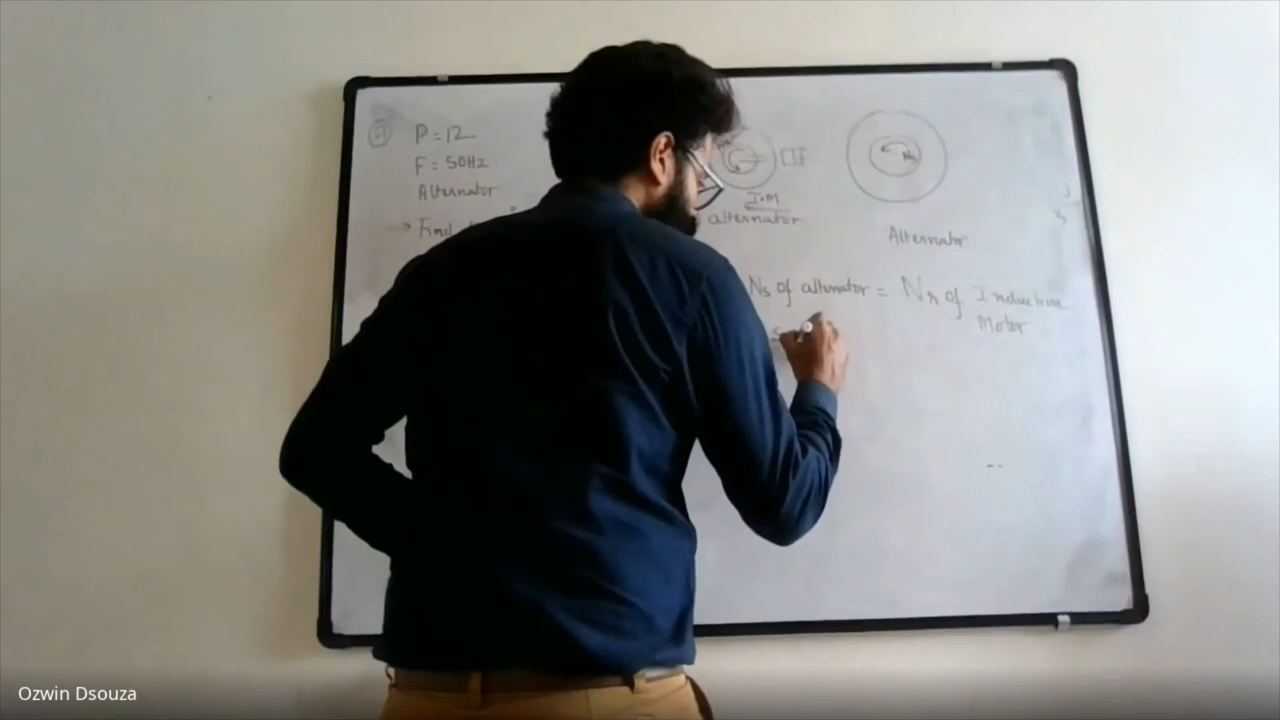 P = 12
F = 50Hz
Alternator
→ Find
I.M
alternator
Alternator
Ns of alternator = Nr of Induction
Motor
Ozwin Dsouza